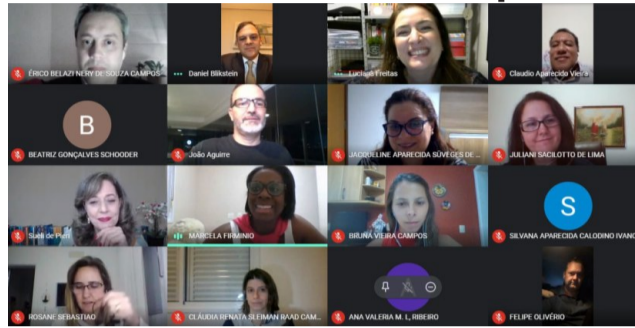 ÉRICO BELAZI NERY DE SOUZA CAMPOS
Daniel Blikstein
Luciana Freitas
Claudio Aparecido Vieira
B
BEATRIZ GONÇALVES SCHOODER
João Aguirre
JACQUELINE APARECIDA SÜVEGES DE ...
JULIANI SACILOTTO DE LIMA
Sueli de Pieri
MARCELA FIRMINIO
BRUNA VIEIRA CAMPOS
S
SILVANA APARECIDA CALODINO IVANO
ROSANE SEBASTIAO
CLÁUDIA RENATA SLEIMAN RAAD CAM...
ANA VALERIA M. L. RIBEIRO
FELIPE OLIVÉRIO